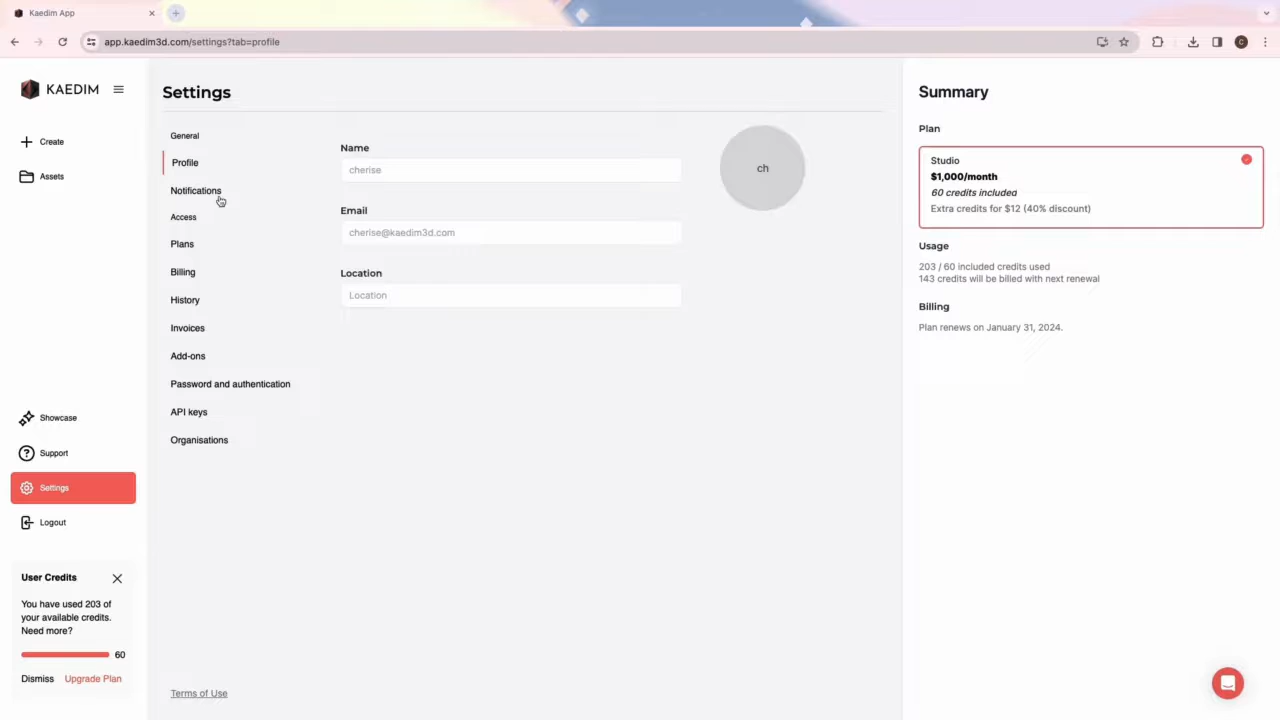 Kaedim App
app.kaedim3d.com/settings?tab=profile
C
KAEDIM
Create
Assets
Showcase
Support
Settings
Logout
User Credits
You have used 203 of
your available credits.
Need more?
60
Dismiss Upgrade Plan
Settings
General
Profile
Notifications
Access
Plans
Billing
History
Invoices
Add-ons
Password and authentication
API keys
Organisations
Terms of Use
Name
cherise
Email
cherise@kaedim3d.com
Location
Location
ch
Summary
Plan
Studio
$1,000/month
60 credits included
Extra credits for $12 (40% discount)
Usage
203 / 60 included credits used
143 credits will be billed with next renewal
Billing
Plan renews on January 31, 2024.